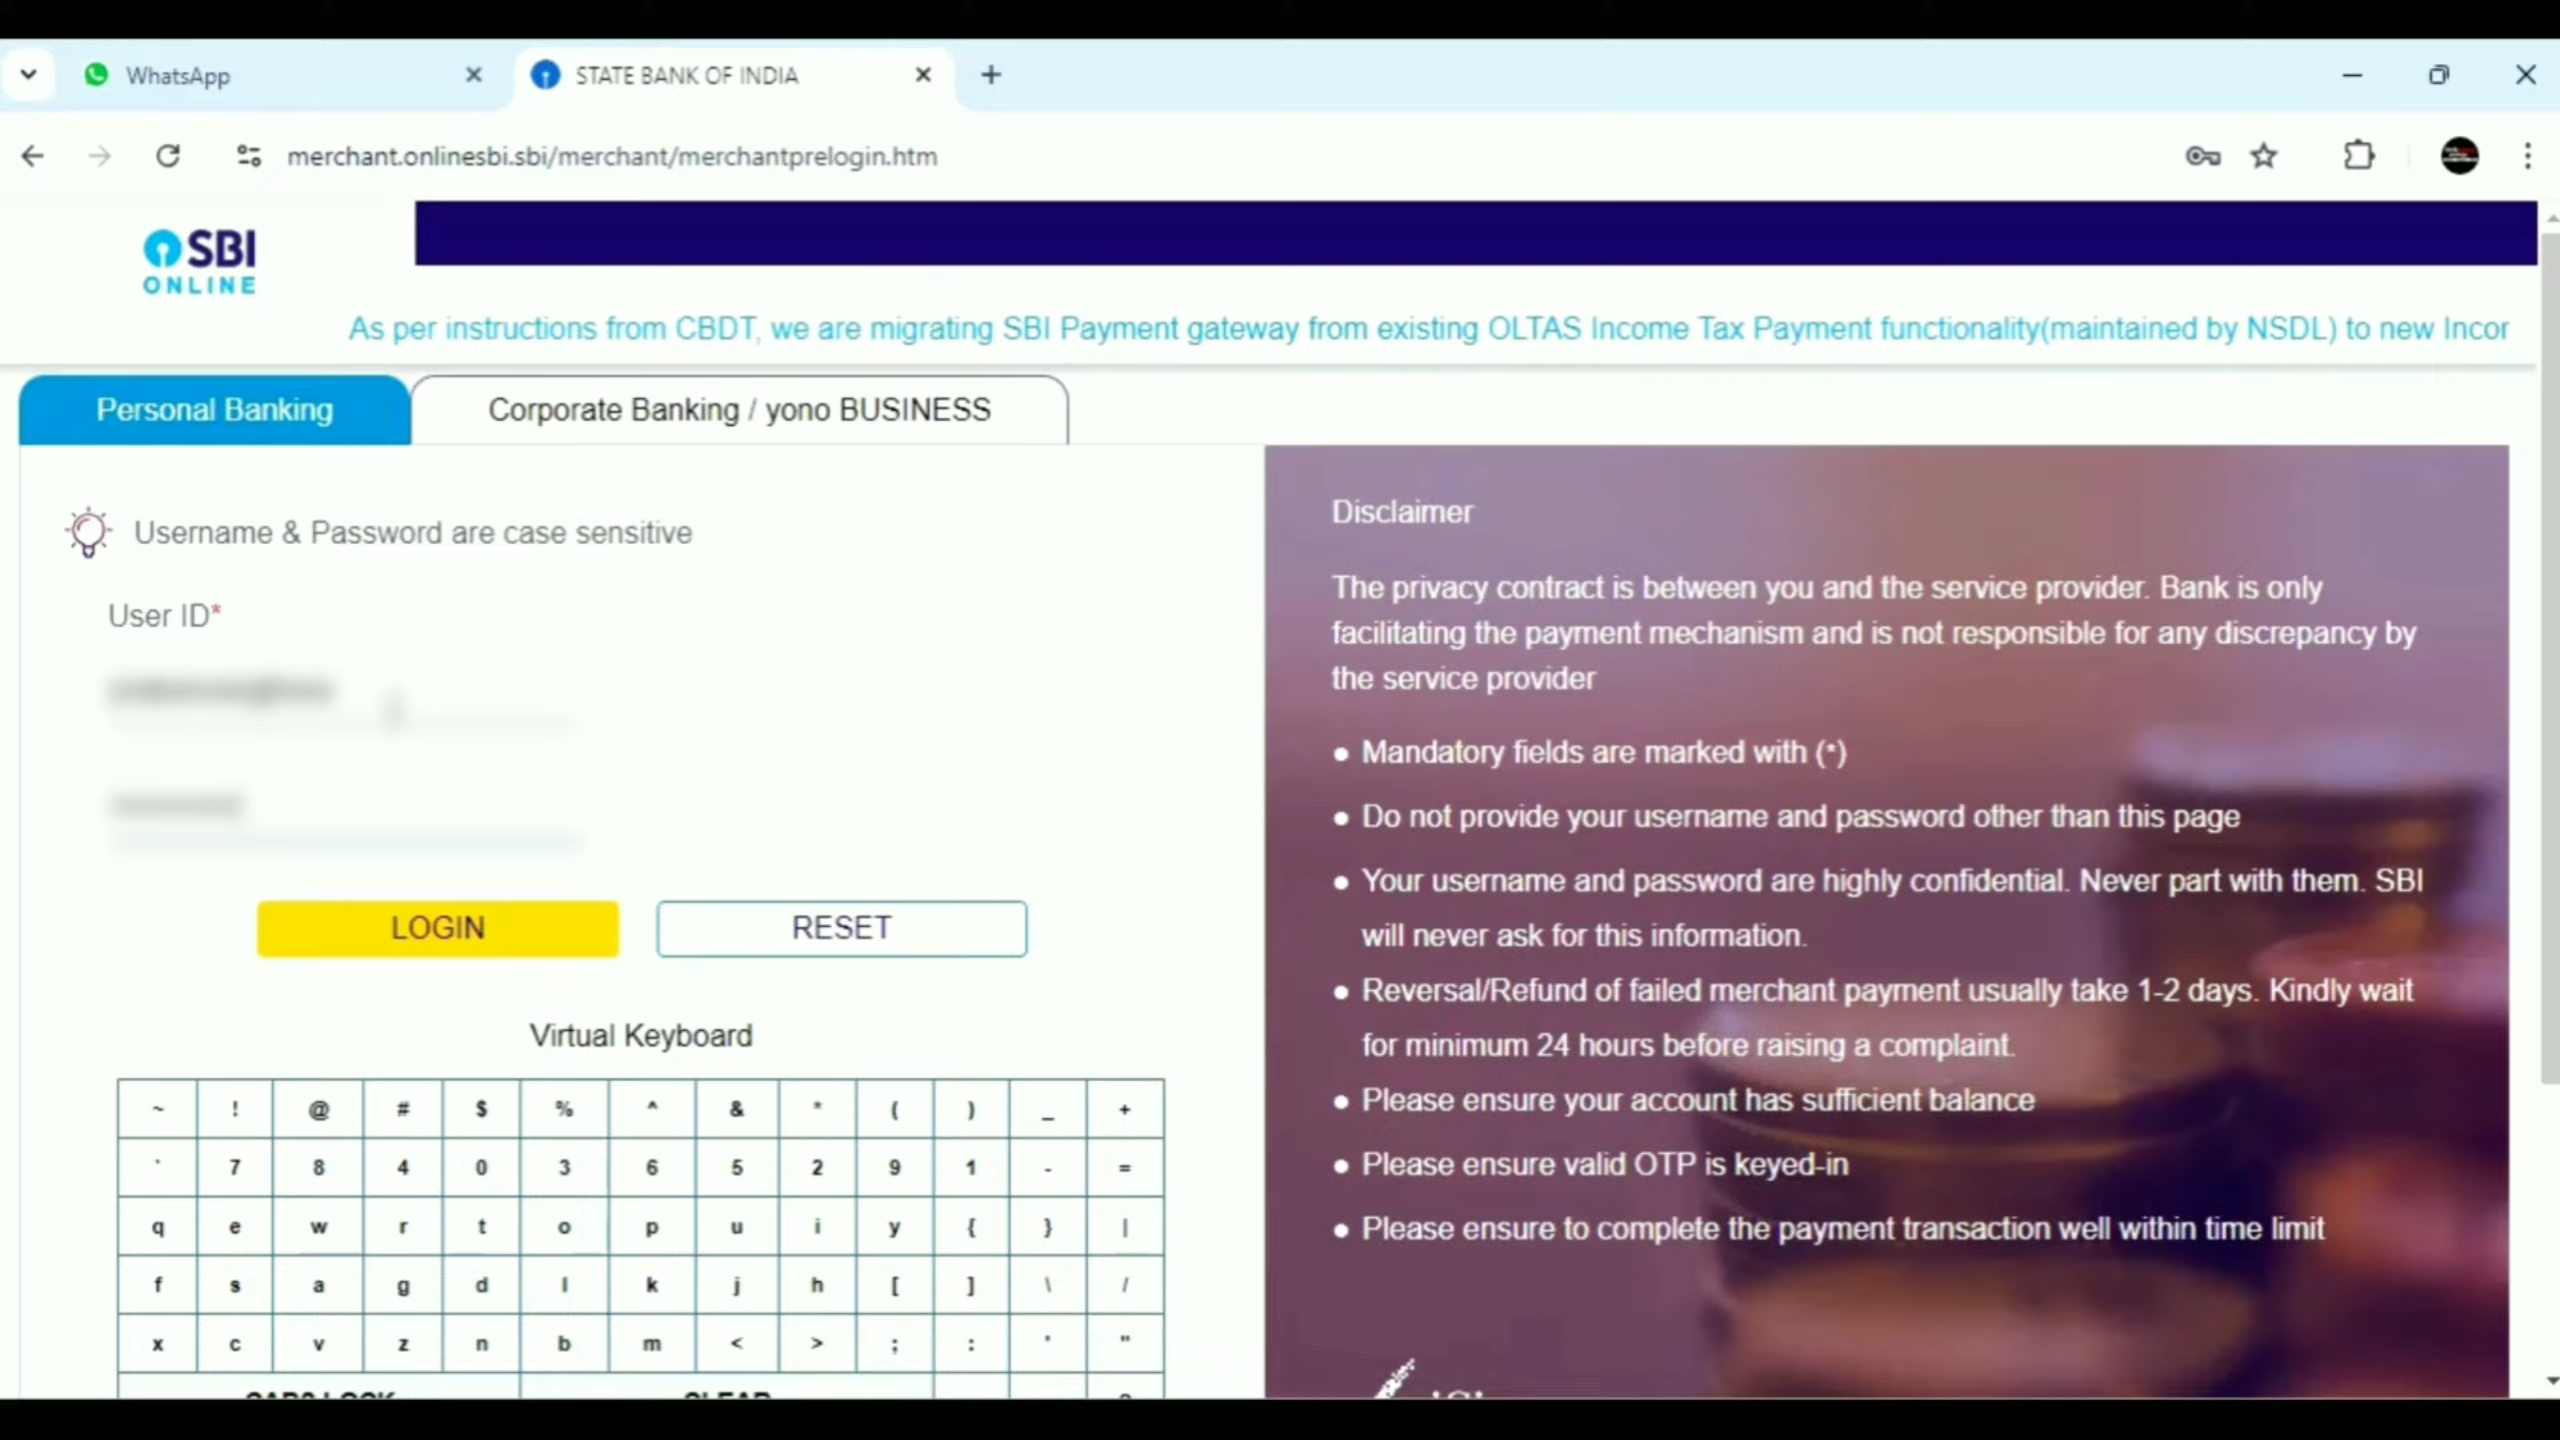 WhatsApp
STATE BANK OF INDIA
merchant.onlinesbi.sbi/merchant/merchantprelogin.htm
SBI
ONLINE
As per instructions from CBDT, we are migrating SBI Payment gateway from existing OLTAS Income Tax Payment functionality(maintained by NSDL) to new Incor
Personal Banking
Corporate Banking / yono BUSINESS
Username & Password are case sensitive
User ID*
LOGIN
RESET
Virtual Keyboard
~ ! @ # $ % ^ & * ( ) _ +
` 7 8 4 0 3 6 5 2 9 1 - =
q e w r t o p u i y { } |
f s a g d l k j h [ ] \ /
x c v z n b m < > ; : ' "
CAPS LOCK CLEAR
Disclaimer
The privacy contract is between you and the service provider. Bank is only
facilitating the payment mechanism and is not responsible for any discrepancy by
the service provider
• Mandatory fields are marked with (*)
• Do not provide your username and password other than this page
• Your username and password are highly confidential. Never part with them. SBI
will never ask for this information.
• Reversal/Refund of failed merchant payment usually take 1-2 days. Kindly wait
for minimum 24 hours before raising a complaint.
• Please ensure your account has sufficient balance
• Please ensure valid OTP is keyed-in
• Please ensure to complete the payment transaction well within time limit